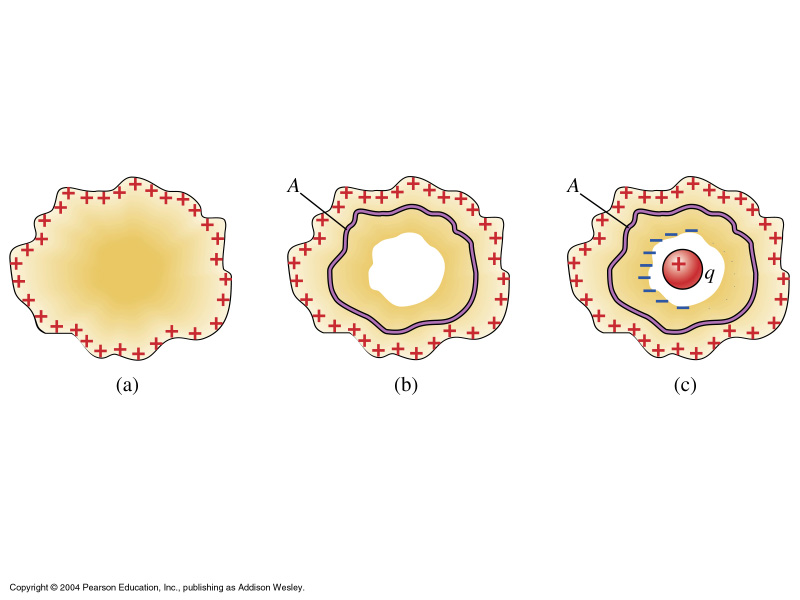 A
A
q
(a)
(b)
(c)
Copyright © 2004 Pearson Education, Inc., publishing as Addison Wesley.